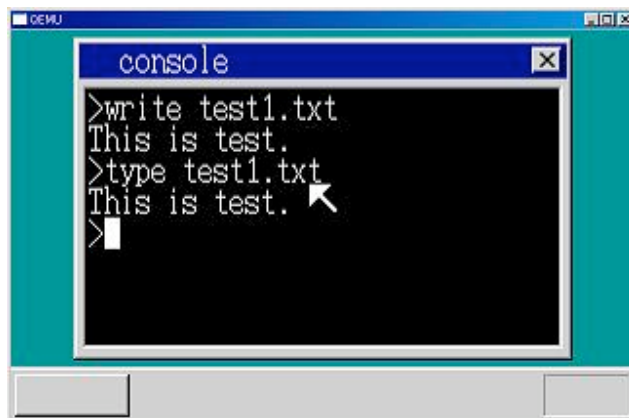 QEMU
console
>write test1.txt
This is test.
>type test1.txt
This is test.
>